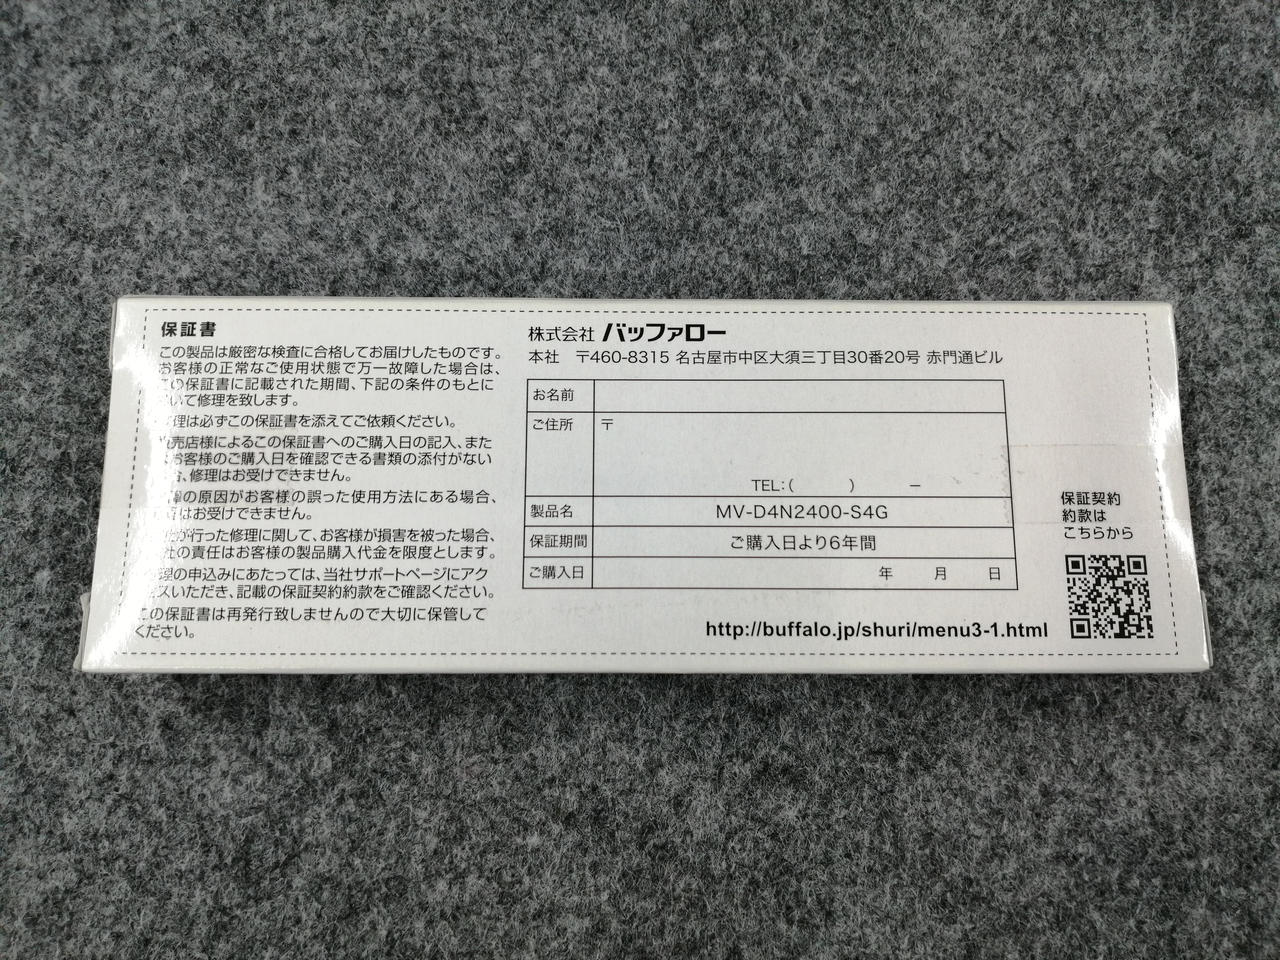 保証書
この製品は厳密な検査に合格してお届けしたものです。
お客様の正常なご使用状態で万一故障した場合は、
この保証書に記載された期間、下記の条件のもとに
いて修理を致します。
理は必ずこの保証書を添えてご依頼ください。
売店様によるこの保証書へのご購入日の記入、また
お客様のご購入日を確認できる書類の添付がない
、修理はお受けできません。
の原因がお客様の誤った使用方法にある場合、
はお受けできません。
が行った修理に関して、お客様が損害を被った場合、
の責任はお客様の製品購入代金を限度とします。
理の申込みにあたっては、当社サポートページにアク
スいただき、記載の保証契約約款をご確認ください。
この保証書は再発行致しませんので大切に保管して
ください。
株式会社 バッファロー
本社 〒460-8315 名古屋市中区大須三丁目30番20号 赤門通ビル
お名前
ご住所 〒
TEL:( ) −
製品名 MV-D4N2400-S4G
保証期間 ご購入日より6年間
ご購入日 年 月 日
http://buffalo.jp/shuri/menu3-1.html
保証契約
約款は
こちらから